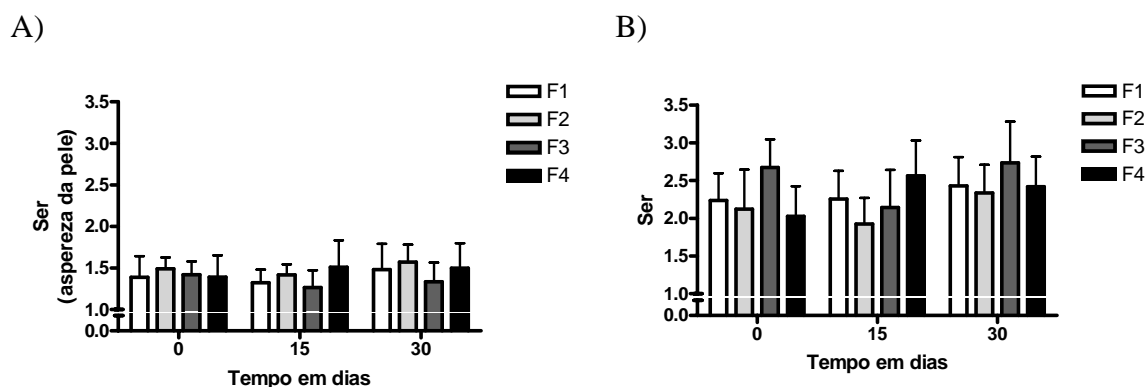 A)
3.5
3.0
2.5
2.0
1.5
1.0
0.0
Ser
(aspereza da pele)
0
15
30
Tempo em dias
F1
F2
F3
F4
B)
3.5
3.0
2.5
2.0
1.5
1.0
0.0
Ser
0
15
30
Tempo em dias
F1
F2
F3
F4